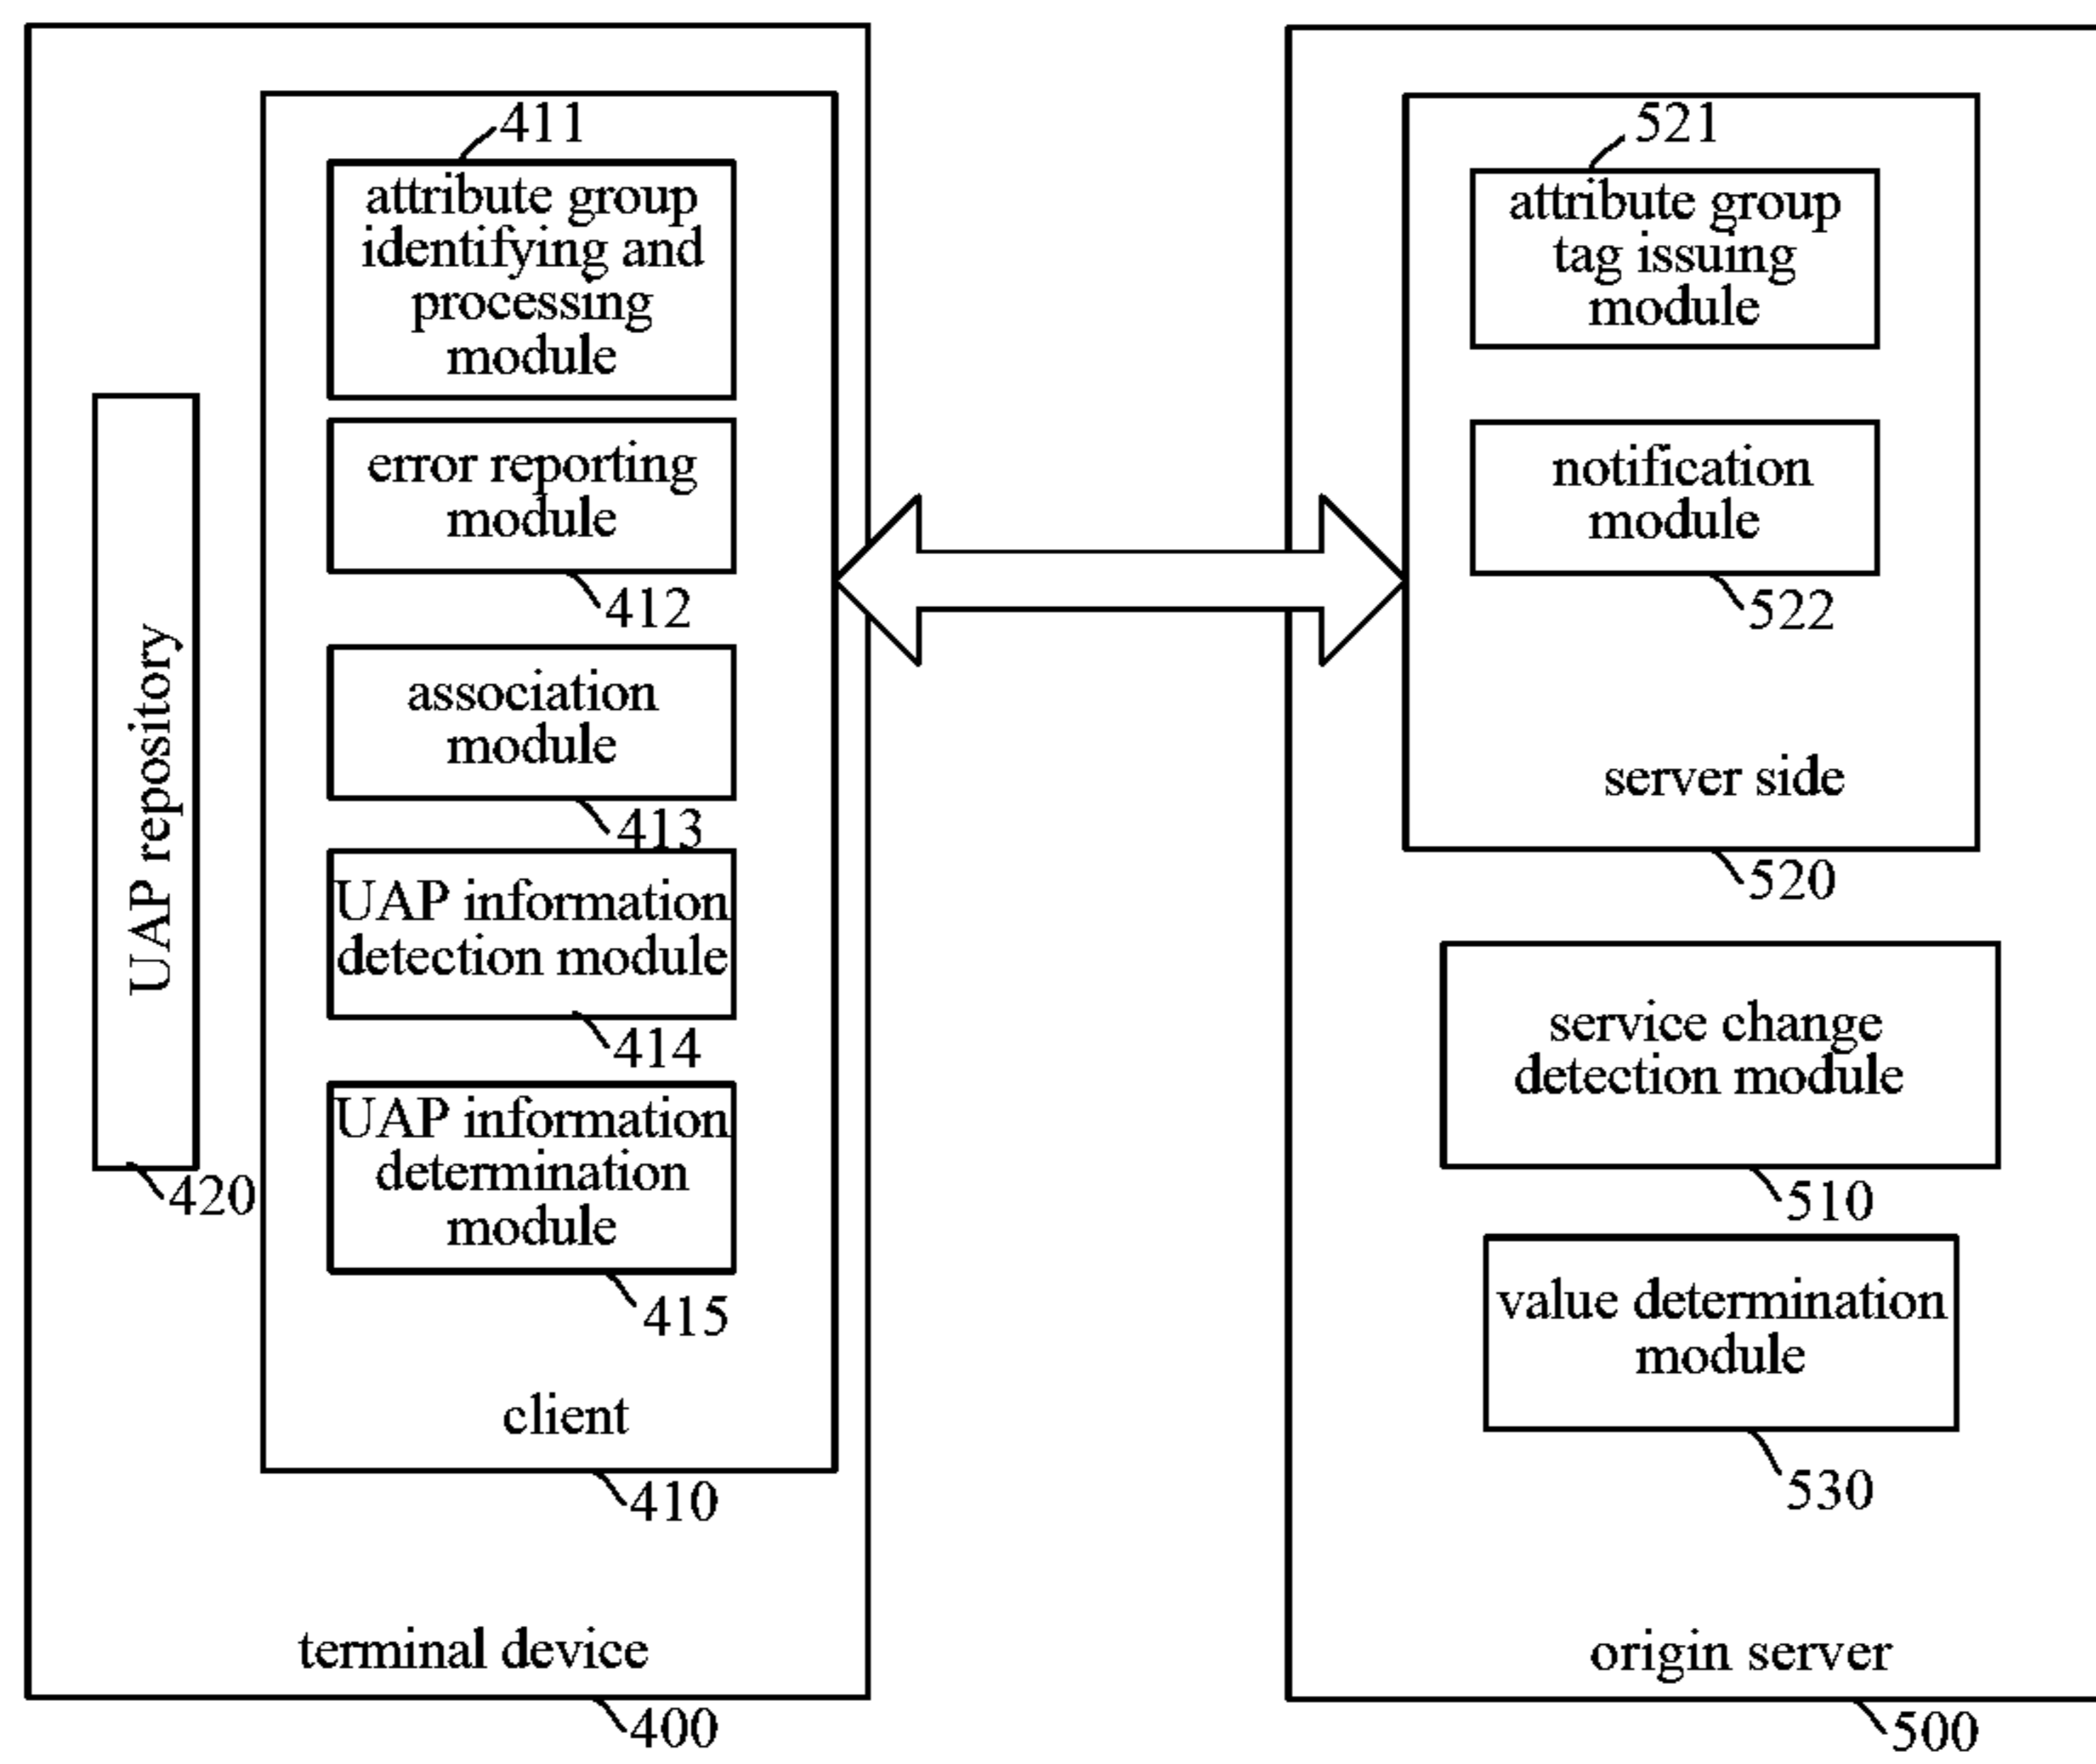 411
attribute group
identifying and
processing
module
error reporting
module
412
association
module
413
UAP information
detection module
414
UAP information
determination
module
415
client
410
UAP repository
420
terminal device
400
521
attribute group
tag issuing
module
notification
module
522
server side
520
service change
detection module
510
value determination
module
530
origin server
500